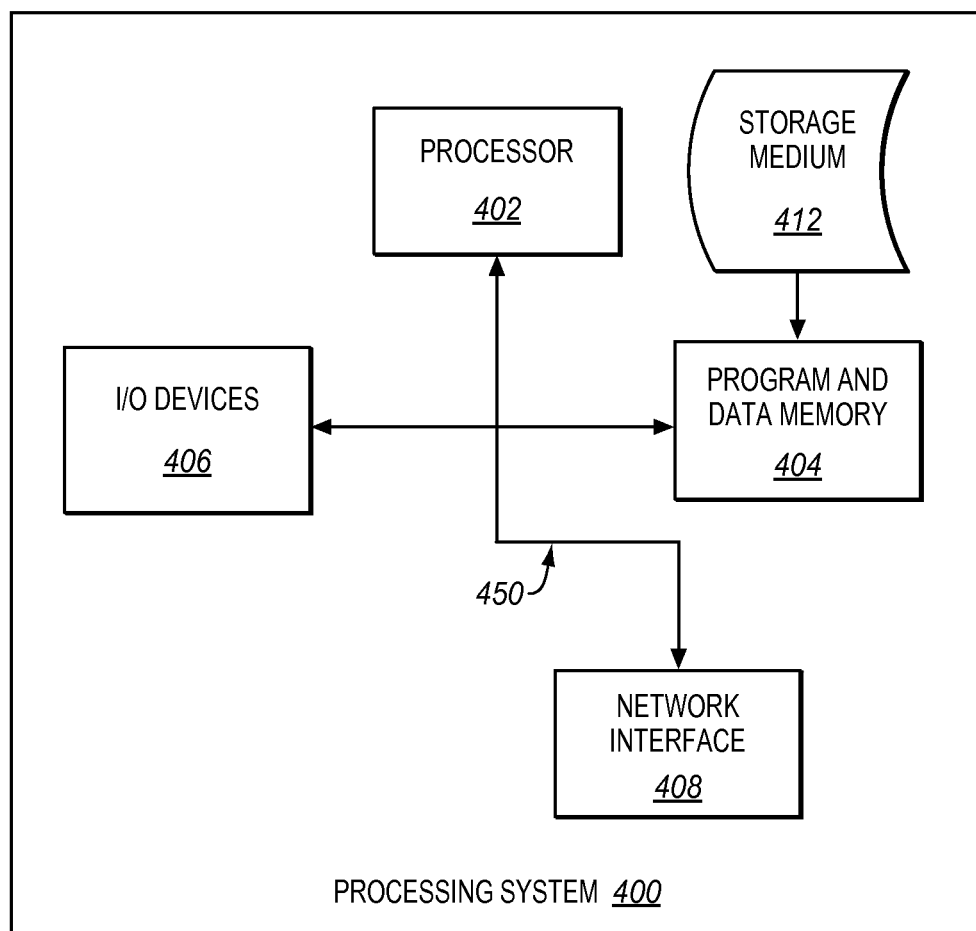 PROCESSOR
402
STORAGE
MEDIUM
412
I/O DEVICES
406
PROGRAM AND
DATA MEMORY
404
450
NETWORK
INTERFACE
408
PROCESSING SYSTEM 400